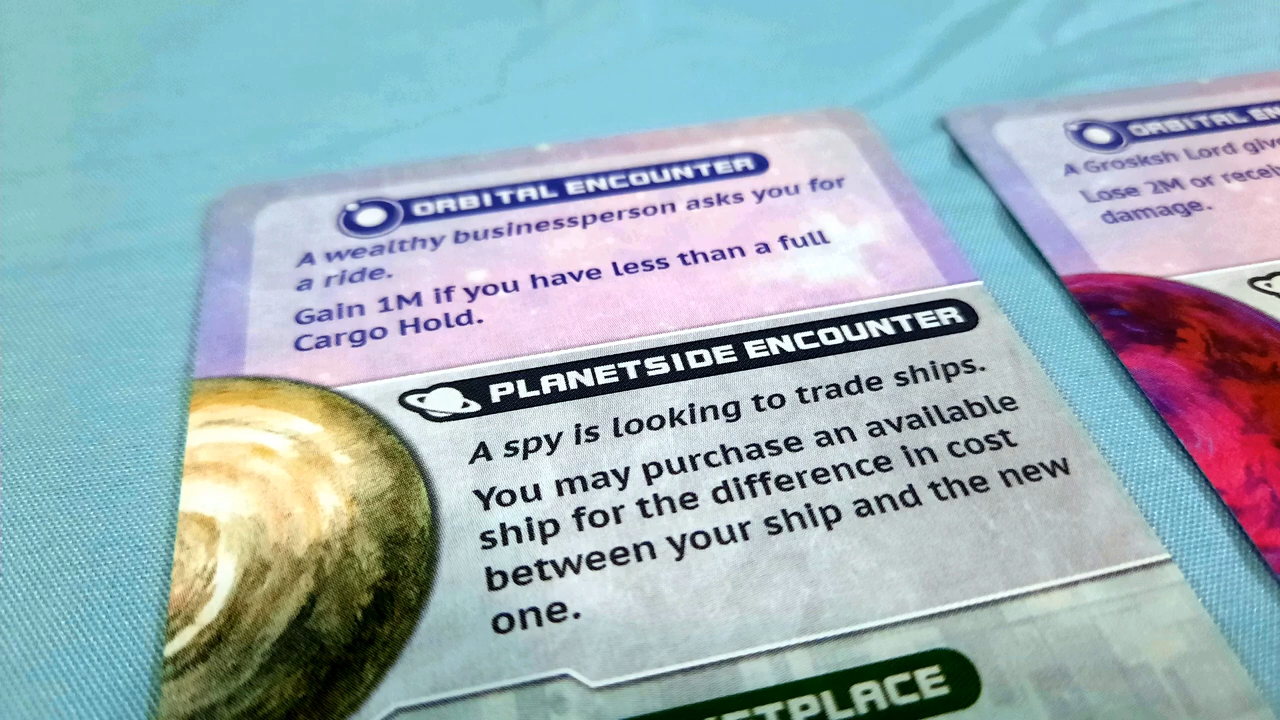 ORBITAL ENCOUNTER
A wealthy businessperson asks you for
a ride.
Gain 1M if you have less than a full
Cargo Hold.
PLANETSIDE ENCOUNTER
A spy is looking to trade ships.
You may purchase an available
ship for the difference in cost
between your ship and the new
one.
ORBITAL
A Grosksh Lord
Lose 2M or
damage.